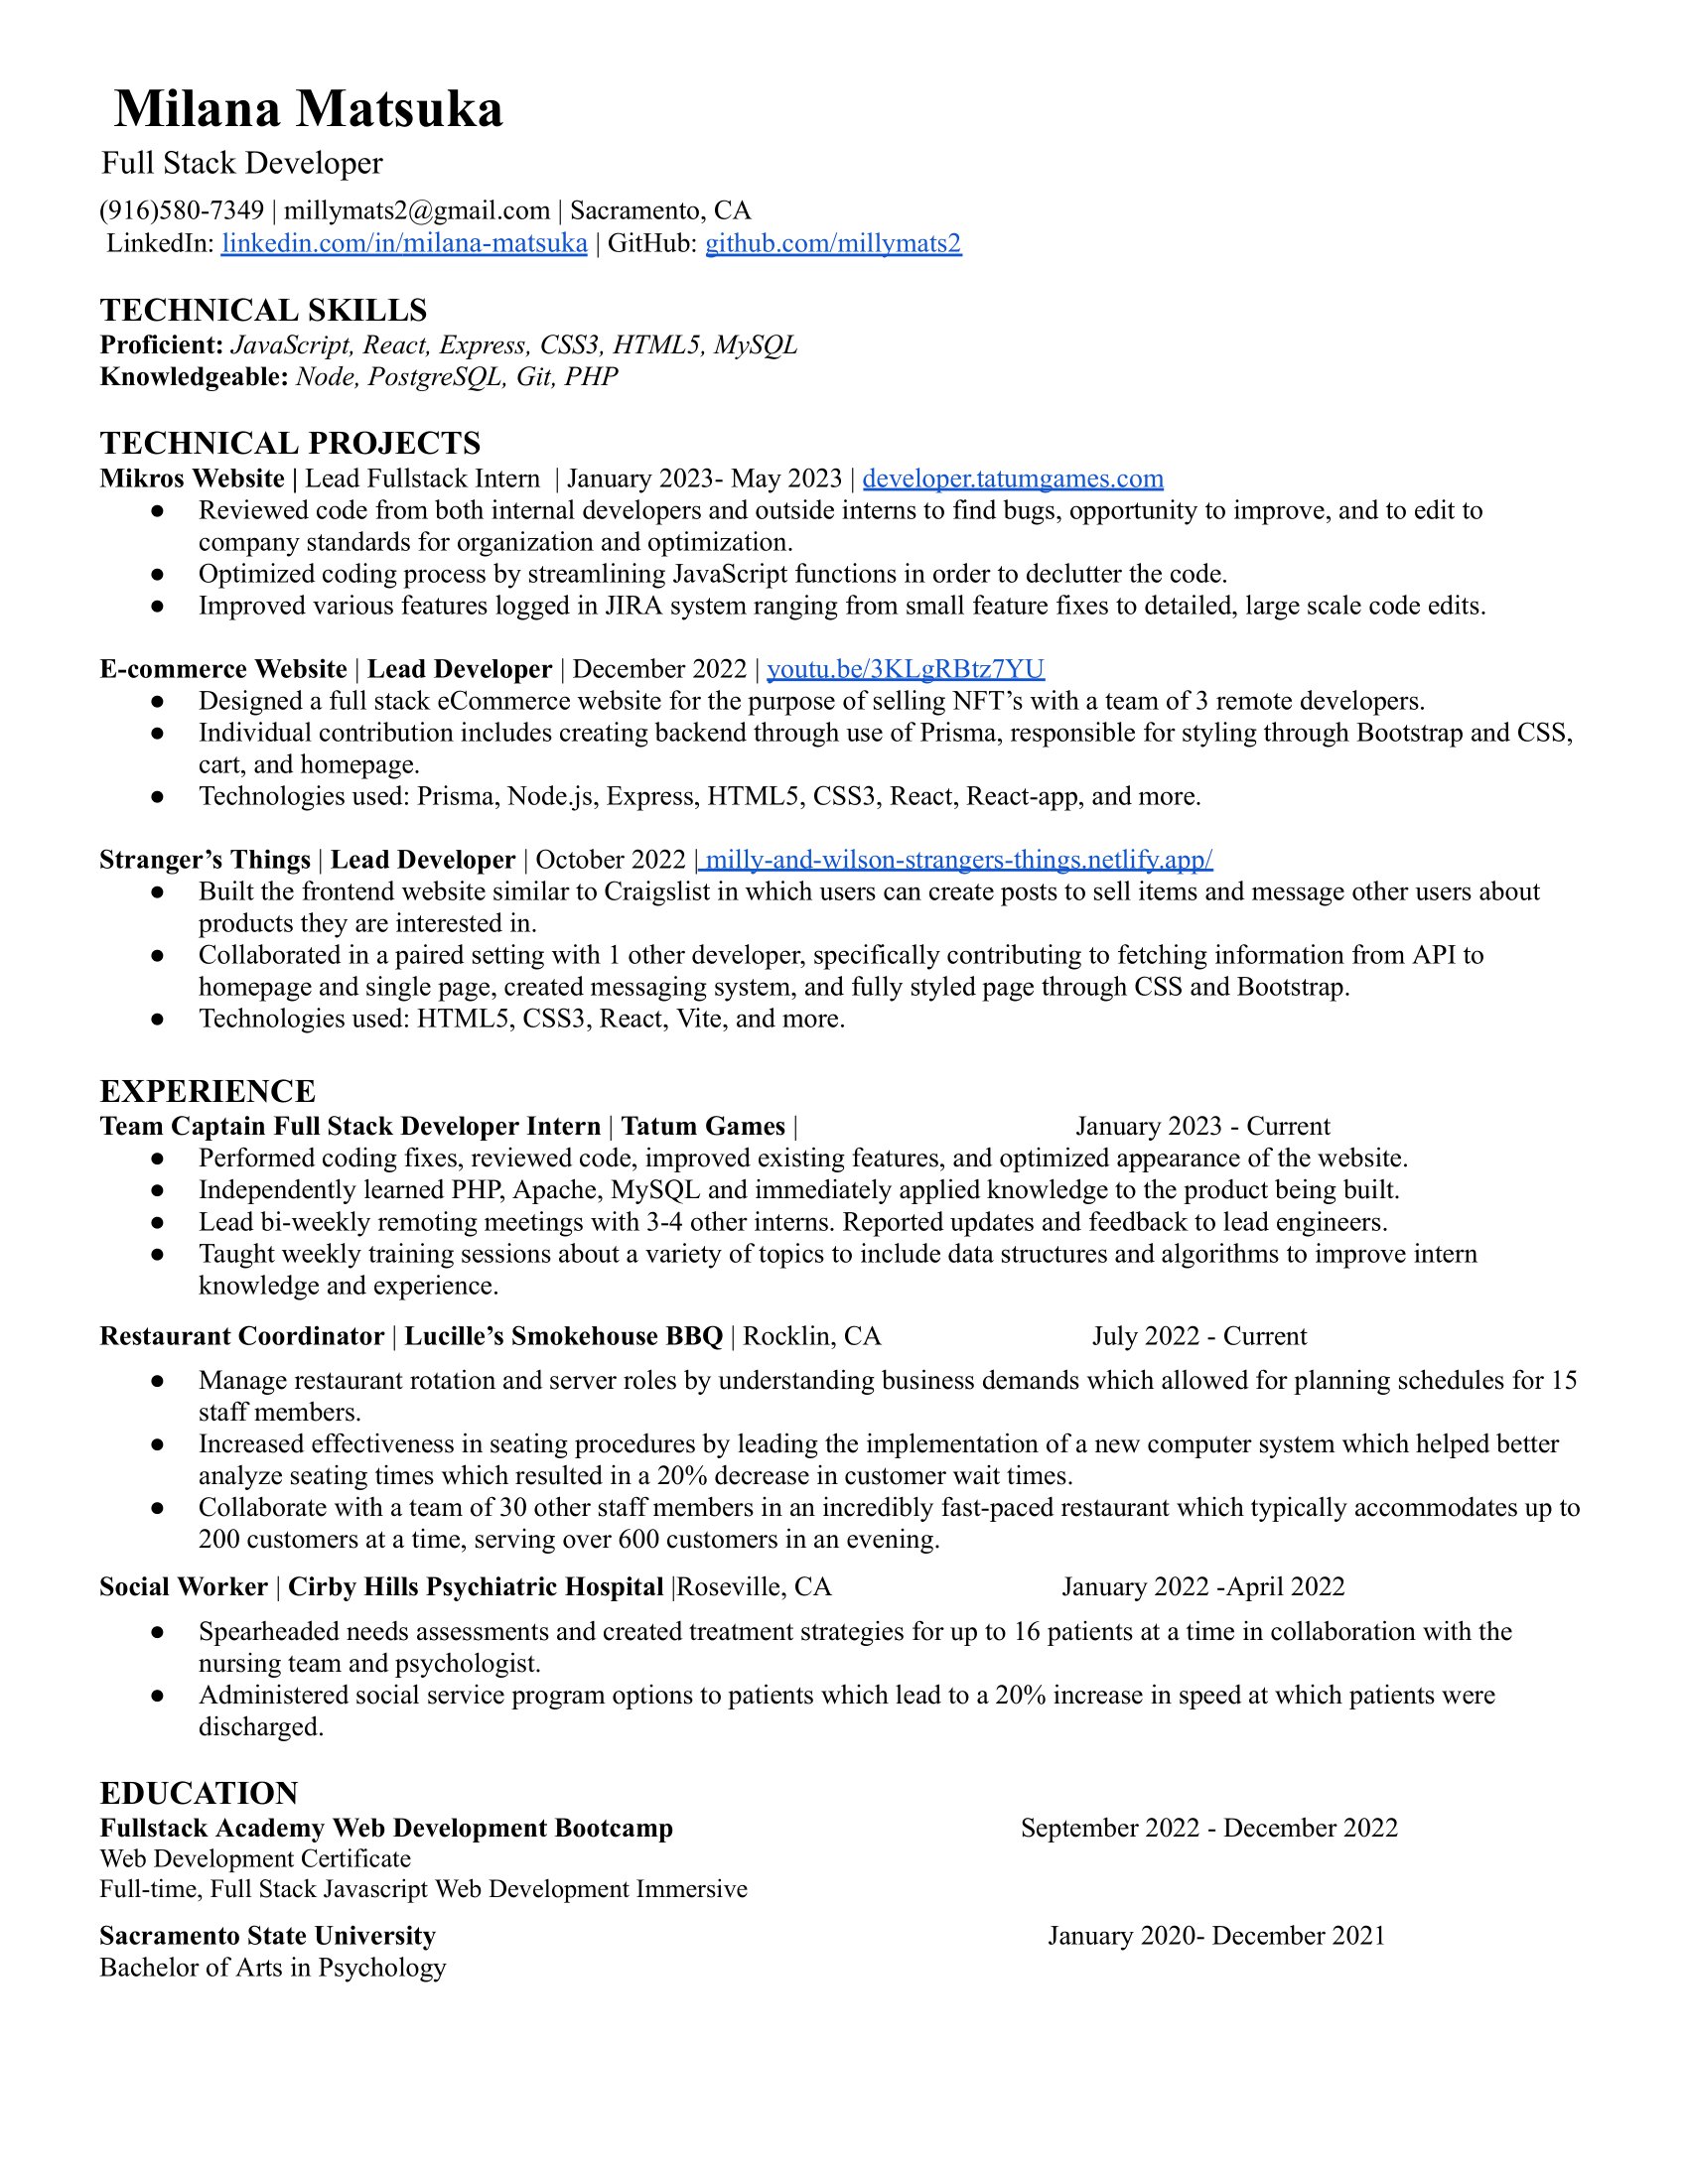 Milana Matsuka
Full Stack Developer
(916)580-7349 | millymats2@gmail.com | Sacramento, CA
LinkedIn: linkedin.com/in/milana-matsuka | GitHub: github.com/millymats2
TECHNICAL SKILLS
Proficient: JavaScript, React, Express, CSS3, HTML5, MySQL
Knowledgeable: Node, PostgreSQL, Git, PHP
TECHNICAL PROJECTS
Mikros Website | Lead Fullstack Intern | January 2023- May 2023 | developer.tatumgames.com
● Reviewed code from both internal developers and outside interns to find bugs, opportunity to improve, and to edit to
company standards for organization and optimization.
● Optimized coding process by streamlining JavaScript functions in order to declutter the code.
● Improved various features logged in JIRA system ranging from small feature fixes to detailed, large scale code edits.
E-commerce Website | Lead Developer | December 2022 | youtu.be/3KLgRBtz7YU
● Designed a full stack eCommerce website for the purpose of selling NFT’s with a team of 3 remote developers.
● Individual contribution includes creating backend through use of Prisma, responsible for styling through Bootstrap and CSS,
cart, and homepage.
● Technologies used: Prisma, Node.js, Express, HTML5, CSS3, React, React-app, and more.
Stranger’s Things | Lead Developer | October 2022 | milly-and-wilson-strangers-things.netlify.app/
● Built the frontend website similar to Craigslist in which users can create posts to sell items and message other users about
products they are interested in.
● Collaborated in a paired setting with 1 other developer, specifically contributing to fetching information from API to
homepage and single page, created messaging system, and fully styled page through CSS and Bootstrap.
● Technologies used: HTML5, CSS3, React, Vite, and more.
EXPERIENCE
Team Captain Full Stack Developer Intern | Tatum Games | January 2023 - Current
● Performed coding fixes, reviewed code, improved existing features, and optimized appearance of the website.
● Independently learned PHP, Apache, MySQL and immediately applied knowledge to the product being built.
● Lead bi-weekly remoting meetings with 3-4 other interns. Reported updates and feedback to lead engineers.
● Taught weekly training sessions about a variety of topics to include data structures and algorithms to improve intern
knowledge and experience.
Restaurant Coordinator | Lucille’s Smokehouse BBQ | Rocklin, CA July 2022 - Current
● Manage restaurant rotation and server roles by understanding business demands which allowed for planning schedules for 15
staff members.
● Increased effectiveness in seating procedures by leading the implementation of a new computer system which helped better
analyze seating times which resulted in a 20% decrease in customer wait times.
● Collaborate with a team of 30 other staff members in an incredibly fast-paced restaurant which typically accommodates up to
200 customers at a time, serving over 600 customers in an evening.
Social Worker | Cirby Hills Psychiatric Hospital |Roseville, CA January 2022 -April 2022
● Spearheaded needs assessments and created treatment strategies for up to 16 patients at a time in collaboration with the
nursing team and psychologist.
● Administered social service program options to patients which lead to a 20% increase in speed at which patients were
discharged.
EDUCATION
Fullstack Academy Web Development Bootcamp September 2022 - December 2022
Web Development Certificate
Full-time, Full Stack Javascript Web Development Immersive
Sacramento State University January 2020- December 2021
Bachelor of Arts in Psychology